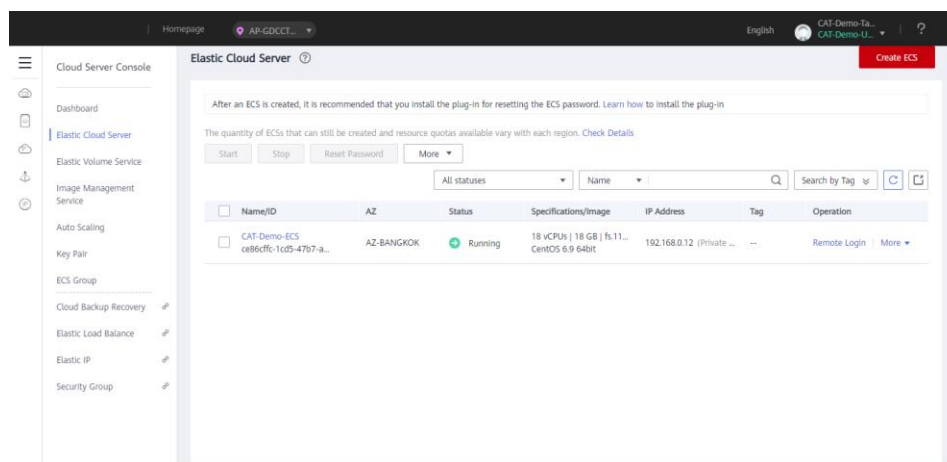 Homepage
AP-GDCCT...
English
CAT-Demo-Ta...
CAT-Demo-U...
?
Cloud Server Console
Dashboard
Elastic Cloud Server
Elastic Volume Service
Image Management
Service
Auto Scaling
Key Pair
ECS Group
Cloud Backup Recovery
Elastic Load Balance
Elastic IP
Security Group
Elastic Cloud Server ?
Create ECS
After an ECS is created, it is recommended that you install the plug-in for resetting the ECS password. Learn how to install the plug-in
The quantity of ECSs that can still be created and resource quotas available vary with each region. Check Details
Start Stop Reset Password More
All statuses Name Search by Tag
Name/ID AZ Status Specifications/Image IP Address Tag Operation
CAT-Demo-ECS
ce86cffc-1cd5-47b7-a...
AZ-BANGKOK
Running
18 vCPUs | 18 GB | fs.11...
CentOS 6.9 64bit
192.168.0.12 (Private ...
--
Remote Login More